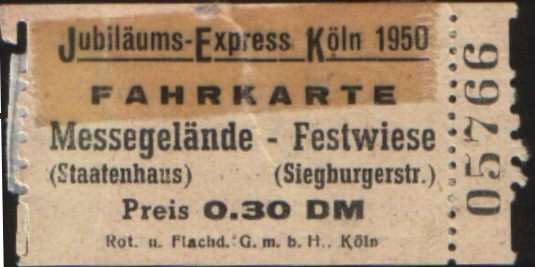 Jubiläums-Express Köln 1950
FAHRKARTE
Messegelände - Festwiese
(Staatenhaus) (Siegburgerstr.)
Preis 0.30 DM
Rot. u. Flachd. G. m. b. H., Köln
05766